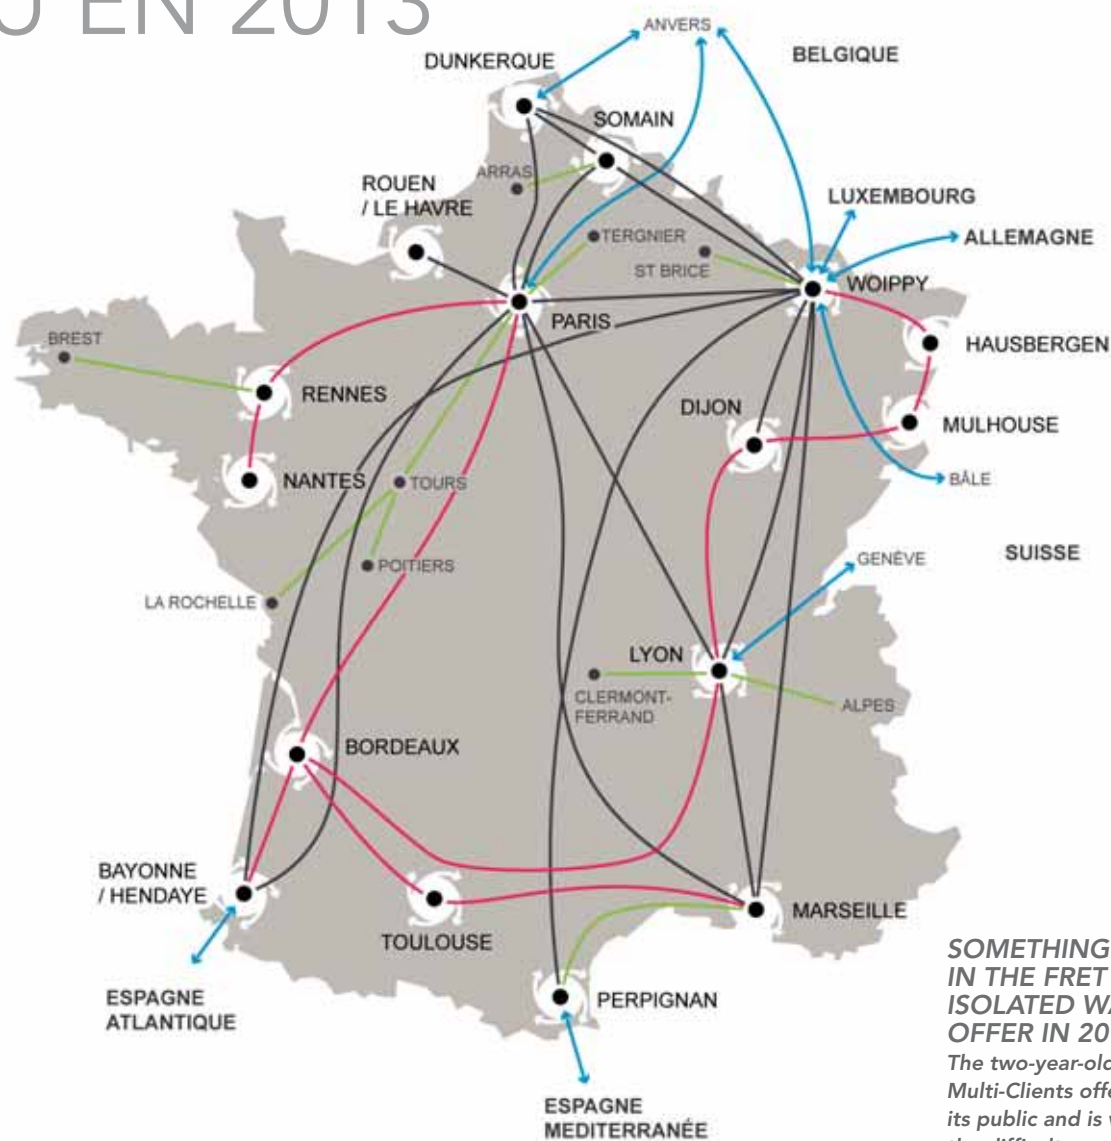 EN 2013
ANVERS
BELGIQUE
DUNKERQUE
SOMAIN
ARRAS
ROUEN
/ LE HAVRE
LUXEMBOURG
TERGNIER
ALLEMAGNE
ST BRICE
WOIPPY
PARIS
BREST
HAUSBERGEN
RENNES
DIJON
MULHOUSE
NANTES
TOURS
BÂLE
SUISSE
GENÈVE
POITIERS
LA ROCHELLE
LYON
CLERMONT-
FERRAND
ALPES
BORDEAUX
BAYONNE
/ HENDAYE
MARSEILLE
TOULOUSE
ESPAGNE
ATLANTIQUE
PERPIGNAN
ESPAGNE
MEDITERRANÉE
SOMETHING
IN THE FRET
ISOLATED WA
OFFER IN 20
The two-year-old
Multi-Clients offe
its public and is v